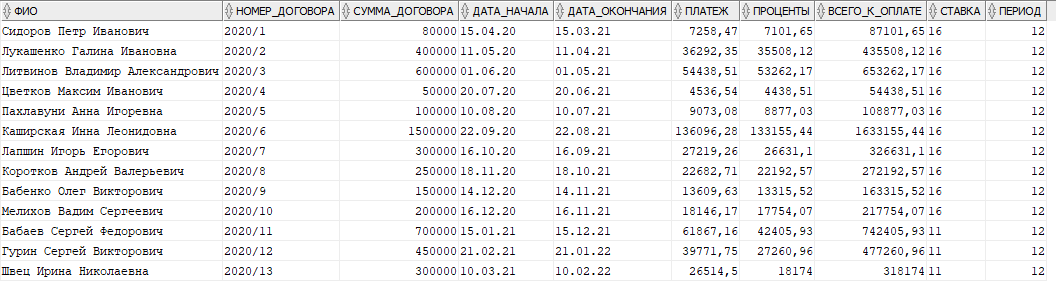 ФИО НОМЕР_ДОГОВОРА СУММА_ДОГОВОРА ДАТА_НАЧАЛА ДАТА_ОКОНЧАНИЯ ПЛАТЕЖ ПРОЦЕНТЫ ВСЕГО_К_ОПЛАТЕ СТАВКА ПЕРИОД
Сидоров Петр Иванович 2020/1 80000 15.04.20 15.03.21 7258,47 7101,65 87101,65 16 12
Лукашенко Галина Ивановна 2020/2 400000 11.05.20 11.04.21 36292,35 35508,12 435508,12 16 12
Литвинов Владимир Александрович 2020/3 600000 01.06.20 01.05.21 54438,51 53262,17 653262,17 16 12
Цветков Максим Иванович 2020/4 50000 20.07.20 20.06.21 4536,54 4438,51 54438,51 16 12
Пахлавуни Анна Игоревна 2020/5 100000 10.08.20 10.07.21 9073,08 8877,03 108877,03 16 12
Каширская Инна Леонидовна 2020/6 1500000 22.09.20 22.08.21 136096,28 133155,44 1633155,44 16 12
Лапшин Игорь Егорович 2020/7 300000 16.10.20 16.09.21 27219,26 26631,1 326631,1 16 12
Коротков Андрей Валерьевич 2020/8 250000 18.11.20 18.10.21 22682,71 22192,57 272192,57 16 12
Бабенко Олег Викторович 2020/9 150000 14.12.20 14.11.21 13609,63 13315,52 163315,52 16 12
Мелихов Вадим Сергеевич 2020/10 200000 16.12.20 16.11.21 18146,17 17754,07 217754,07 16 12
Бабаев Сергей Федорович 2020/11 700000 15.01.21 15.12.21 61867,16 42405,93 742405,93 11 12
Гурин Сергей Викторович 2020/12 450000 21.02.21 21.01.22 39771,75 27260,96 477260,96 11 12
Швец Ирина Николаевна 2020/13 300000 10.03.21 10.02.22 26514,5 18174 318174 11 12